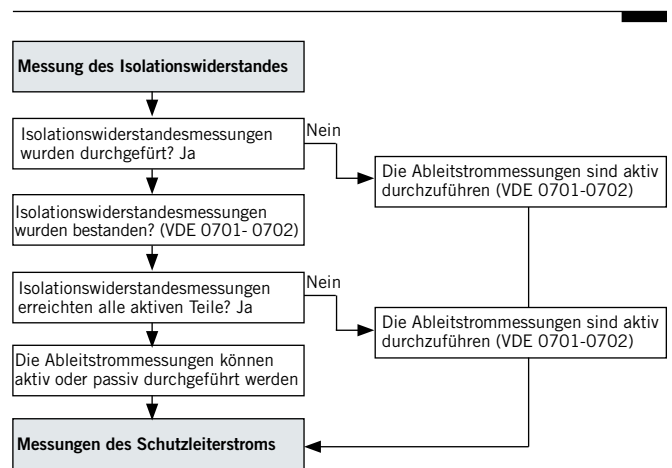 Messung des Isolationswiderstandes
Isolationswiderstandesmessungen
wurden durchgefürt? Ja
Nein
Die Ableitstrommessungen sind aktiv
durchzuführen (VDE 0701-0702)
Isolationswiderstandesmessungen
wurden bestanden? (VDE 0701- 0702)
Isolationswiderstandesmessungen
erreichten alle aktiven Teile? Ja
Nein
Die Ableitstrommessungen sind aktiv
durchzuführen (VDE 0701-0702)
Die Ableitstrommessungen können
aktiv oder passiv durchgeführt werden
Messungen des Schutzleiterstroms